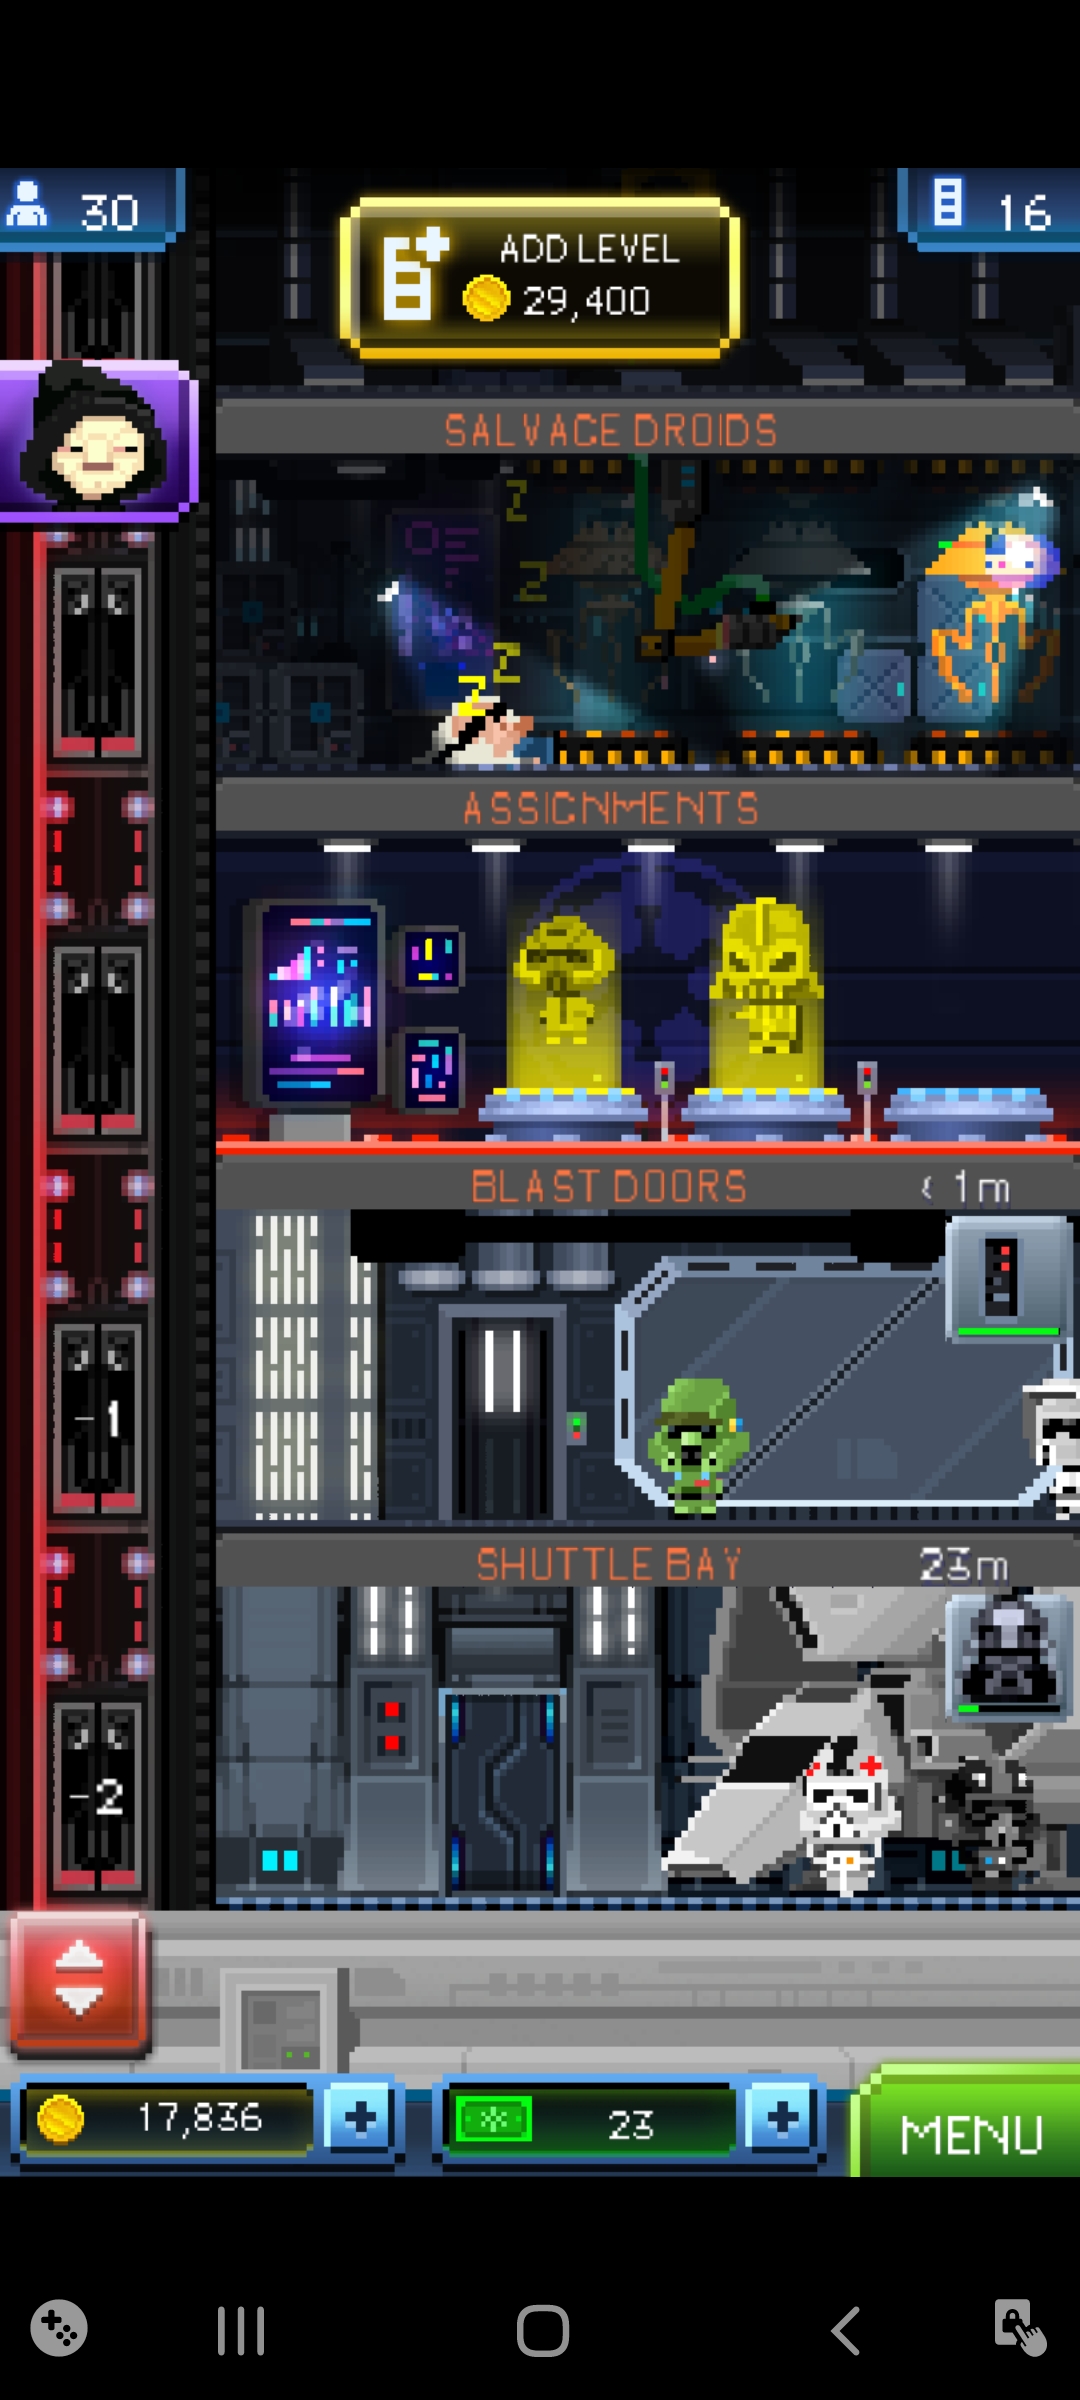 30
ADD LEVEL
29,400
16
SALVAGE DROIDS
Z
Z
Z
Z
ASSIGNMENTS
BLAST DOORS
< 1m
-1
SHUTTLE BAY
23m
-2
17,836
+
23
+
MENU